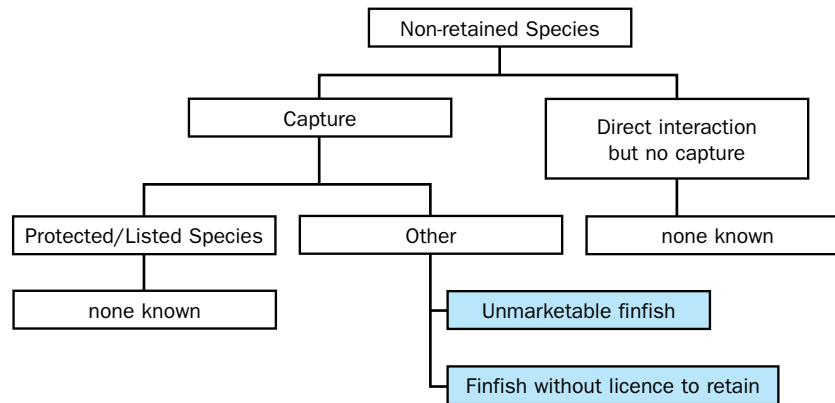 Non-retained Species
Capture
Direct interaction
but no capture
Protected/Listed Species
Other
none known
none known
Unmarketable finfish
Finfish without licence to retain